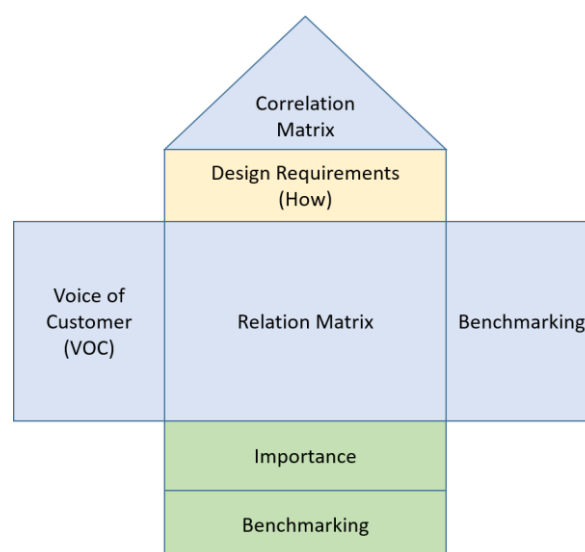 Correlation
Matrix
Design Requirements
(How)
Voice of
Customer
(VOC)
Relation Matrix
Benchmarking
Importance
Benchmarking